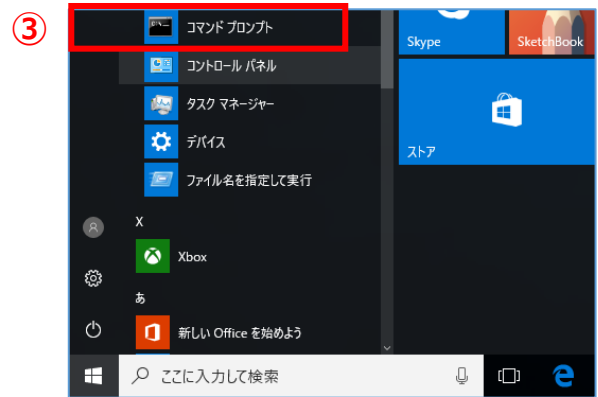 ③
コマンド プロンプト
コントロール パネル
タスク マネージャー
デバイス
ファイル名を指定して実行
X
Xbox
あ
新しい Office を始めよう
Skype
SketchBook
ストア
ここに入力して検索